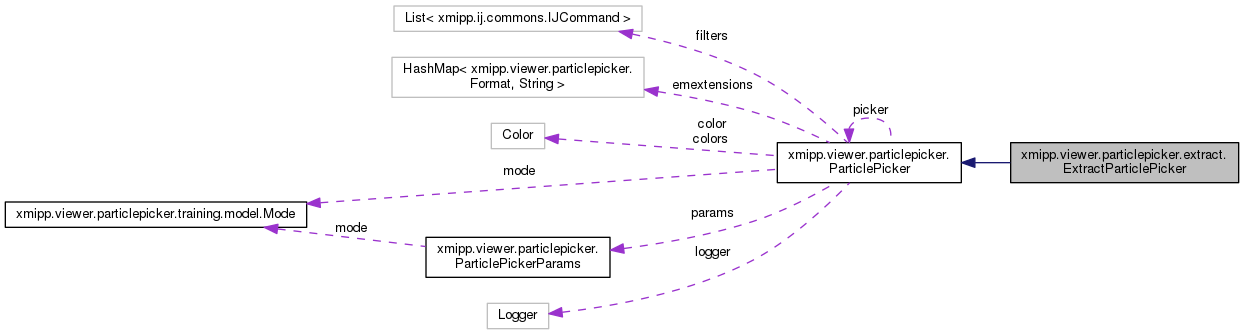 List< xmipp.ij.commons.IJCommand >
filters
HashMap< xmipp.viewer.particlepicker.
Format, String >
emextensions
picker
color
colors
Color
xmipp.viewer.particlepicker.
ParticlePicker
xmipp.viewer.particlepicker.extract.
ExtractParticlePicker
mode
xmipp.viewer.particlepicker.training.model.Mode
params
mode
xmipp.viewer.particlepicker.
ParticlePickerParams
logger
Logger